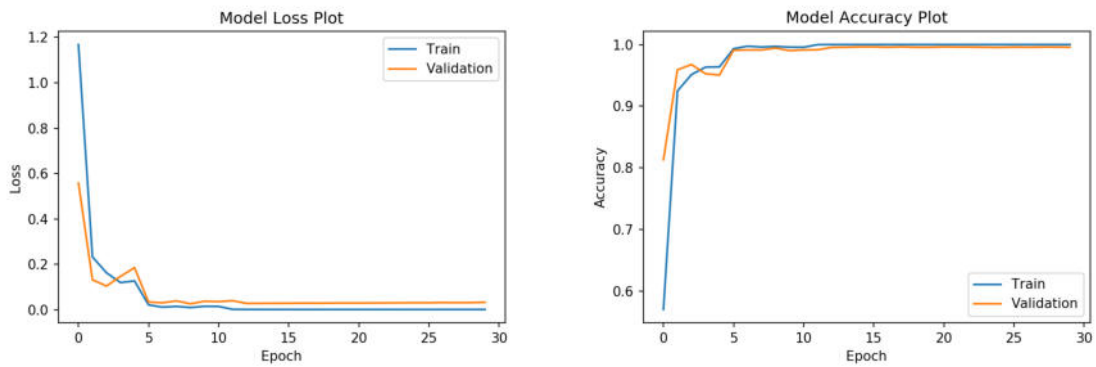 Model Loss Plot
1.2
1.0
0.8
0.6
0.4
0.2
0.0
Loss
Train
Validation
0 5 10 15 20 25 30
Epoch
Model Accuracy Plot
1.0
0.9
0.8
0.7
0.6
Accuracy
Train
Validation
0 5 10 15 20 25 30
Epoch